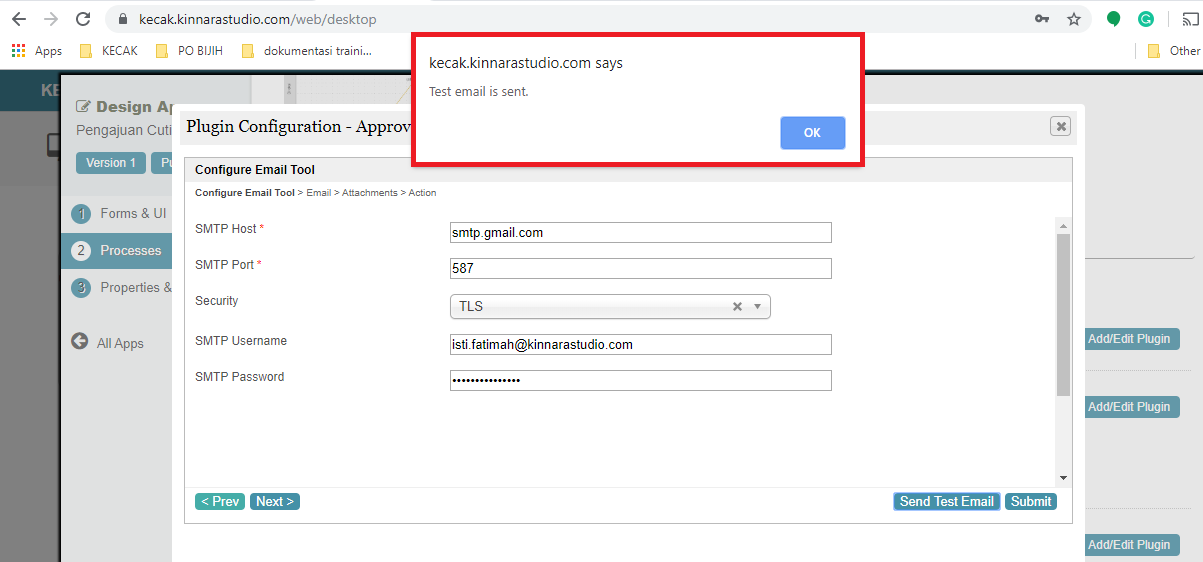 kecak.kinnarastudio.com/web/desktop
Apps
KECAK
PO BIJIH
dokumentasi traini...
Other
kecak.kinnarastudio.com says
Test email is sent.
OK
Design
Pengajuan Cuti
Version 1
Plugin Configuration -
Configure Email Tool
Configure Email Tool > Email > Attachments > Action
1 Forms & UI
2 Processes
3 Properties &
All Apps
SMTP Host *
smtp.gmail.com
SMTP Port *
587
Security
TLS
SMTP Username
isti.fatimah@kinnarastudio.com
SMTP Password
•••••••••••••••
< Prev
Next >
Send Test Email
Submit
Add/Edit Plugin
Add/Edit Plugin
Add/Edit Plugin